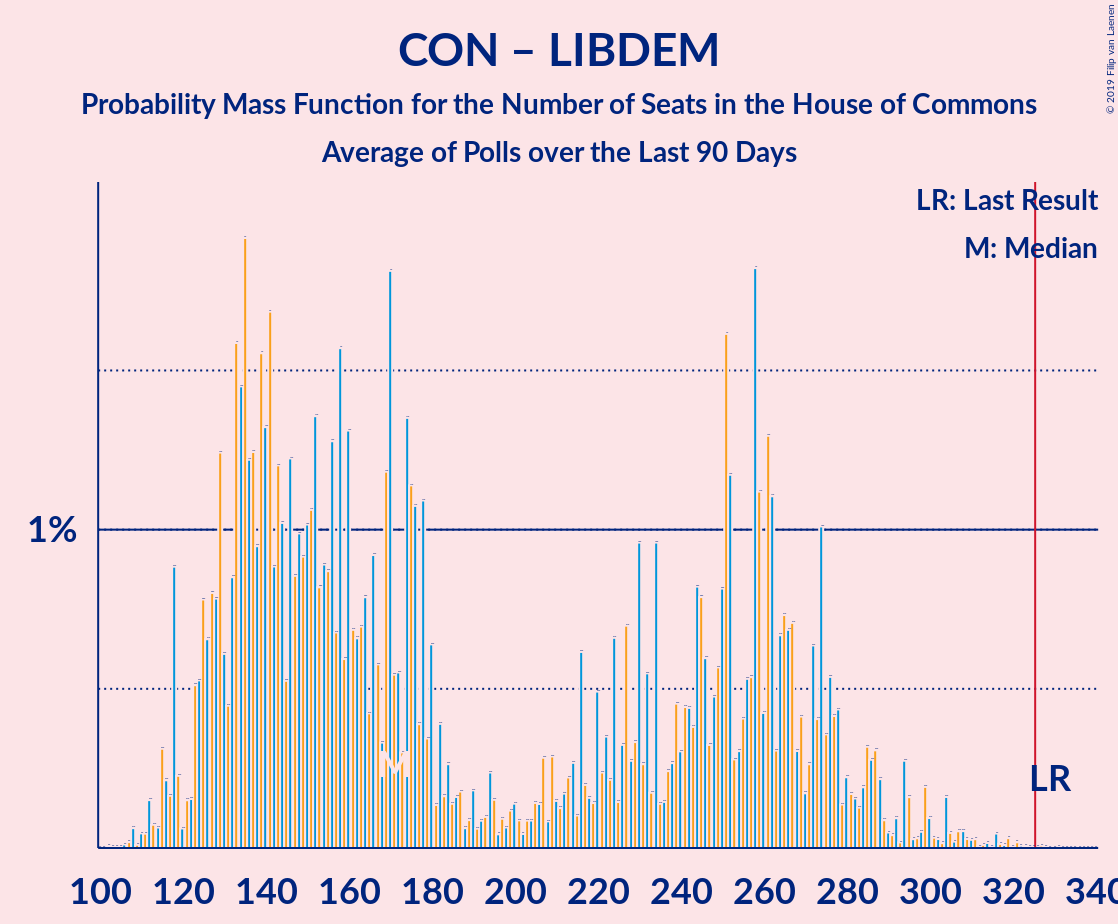 CON – LIBDEM
Probability Mass Function for the Number of Seats in the House of Commons
Average of Polls over the Last 90 Days
© 2019 Filip van Laenen
LR: Last Result
M: Median
1%
M
LR
100 120 140 160 180 200 220 240 260 280 300 320 340